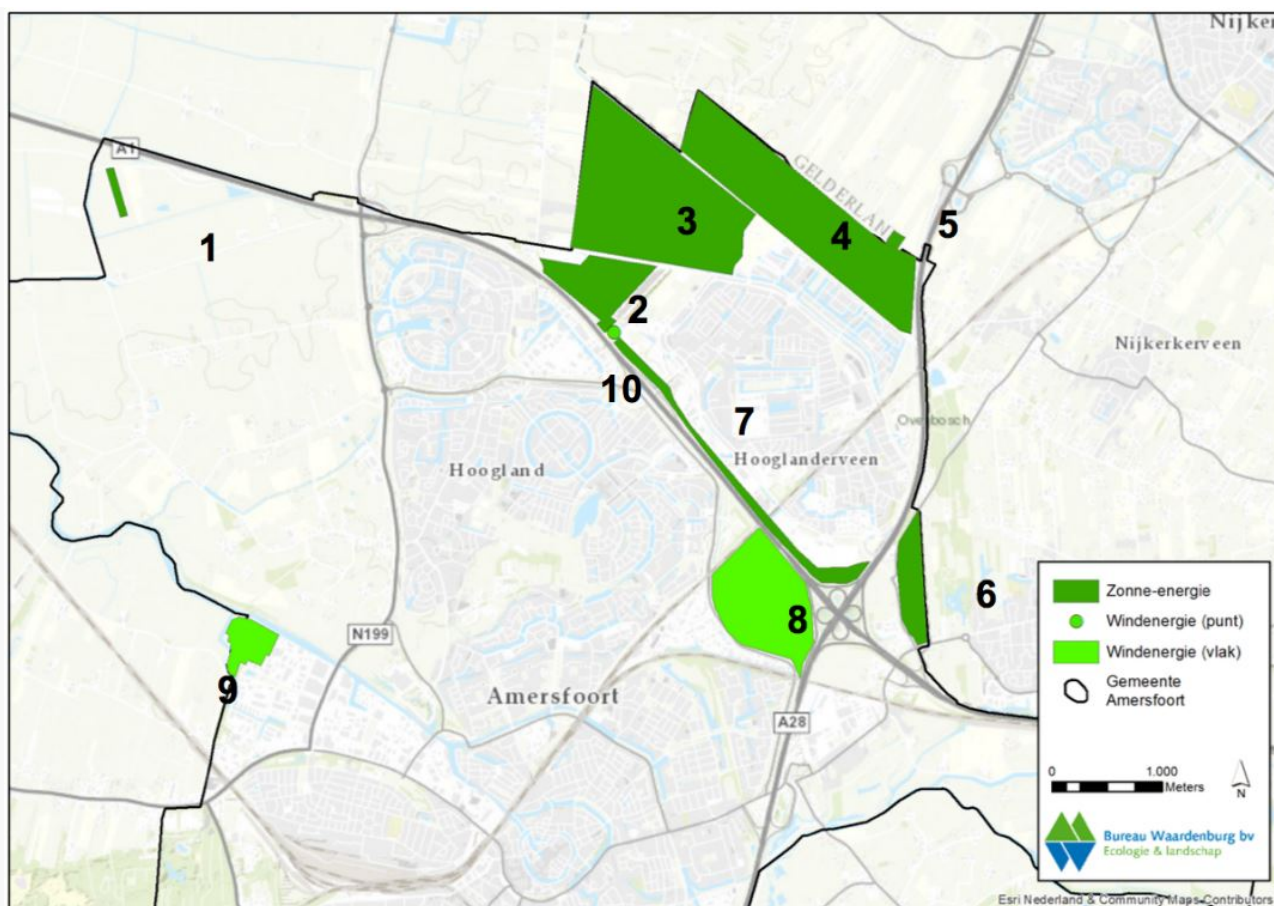 Nijker
A1
GELDERLAN
1
3
4
5
2
Nijkerkerveen
10
7
Overbosch
Hoogland
Hooglanderveen
6
8
N199
9
Amersfoort
A28
Zonne-energie
Windenergie (punt)
Windenergie (vlak)
Gemeente
Amersfoort
0 1.000
Meters
N
Bureau Waardenburg bv
Ecologie & landschap
Esri Nederland & Community Maps Contributors